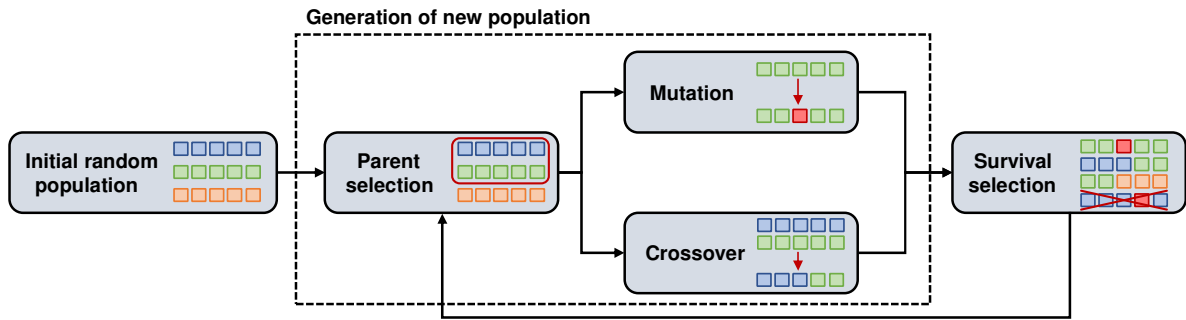 Generation of new population
Initial random
population
Parent
selection
Mutation
Crossover
Survival
selection